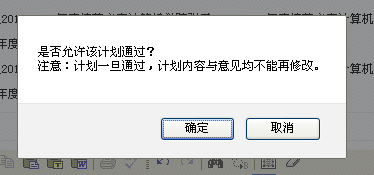 是否允许该计划通过？
注意：计划一旦通过，计划内容与意见均不能再修改。
确定
取消